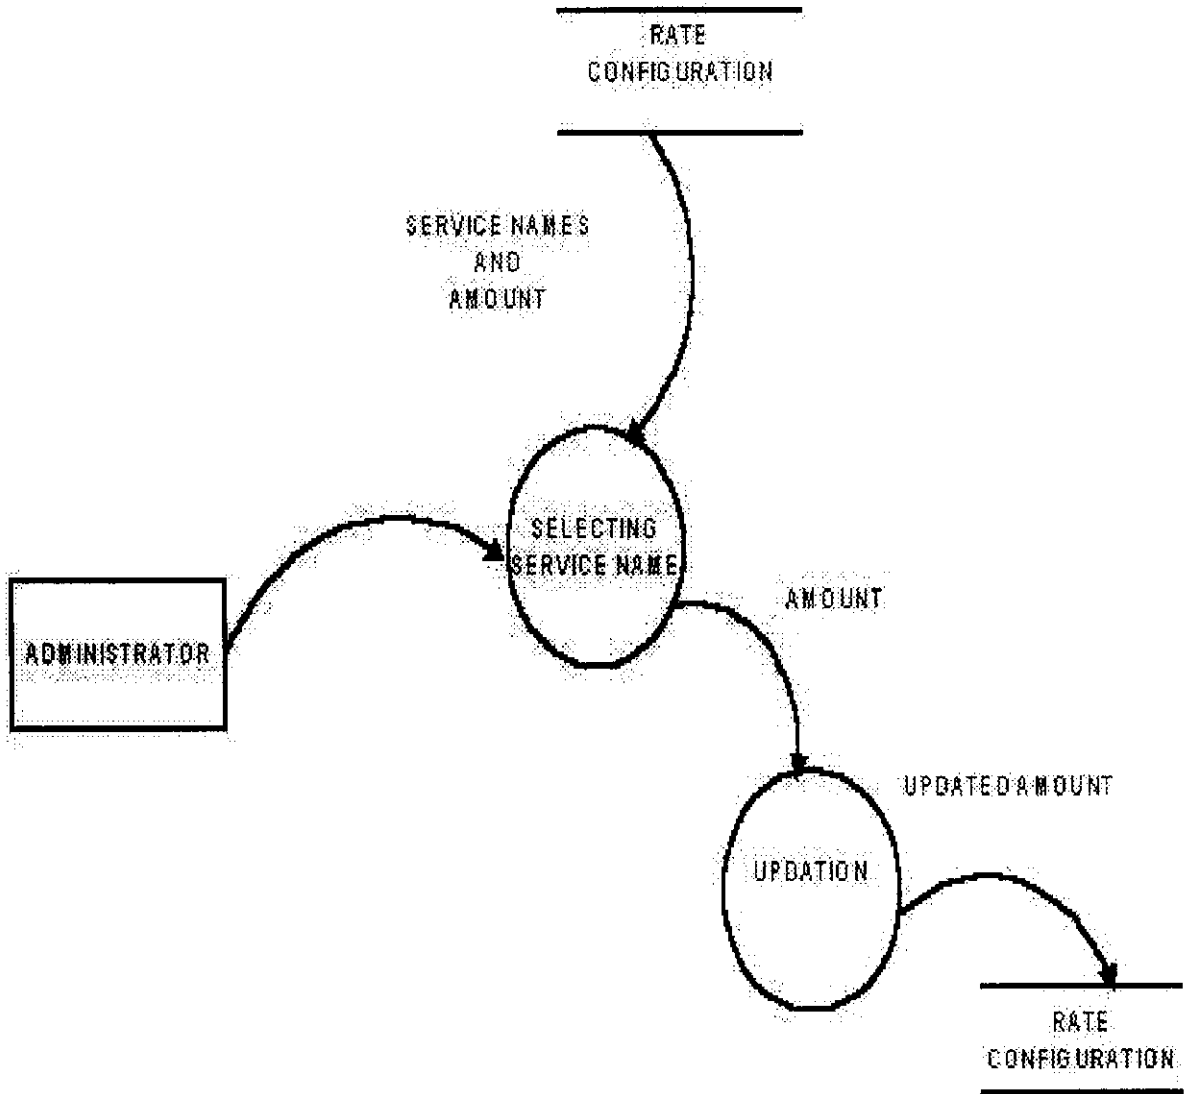 RATE
CONFIGURATION
SERVICE NAMES
AND
AMOUNT
SELECTING
SERVICE NAME
AMOUNT
ADMINISTRATOR
UPDATED AMOUNT
UPDATION
RATE
CONFIGURATION